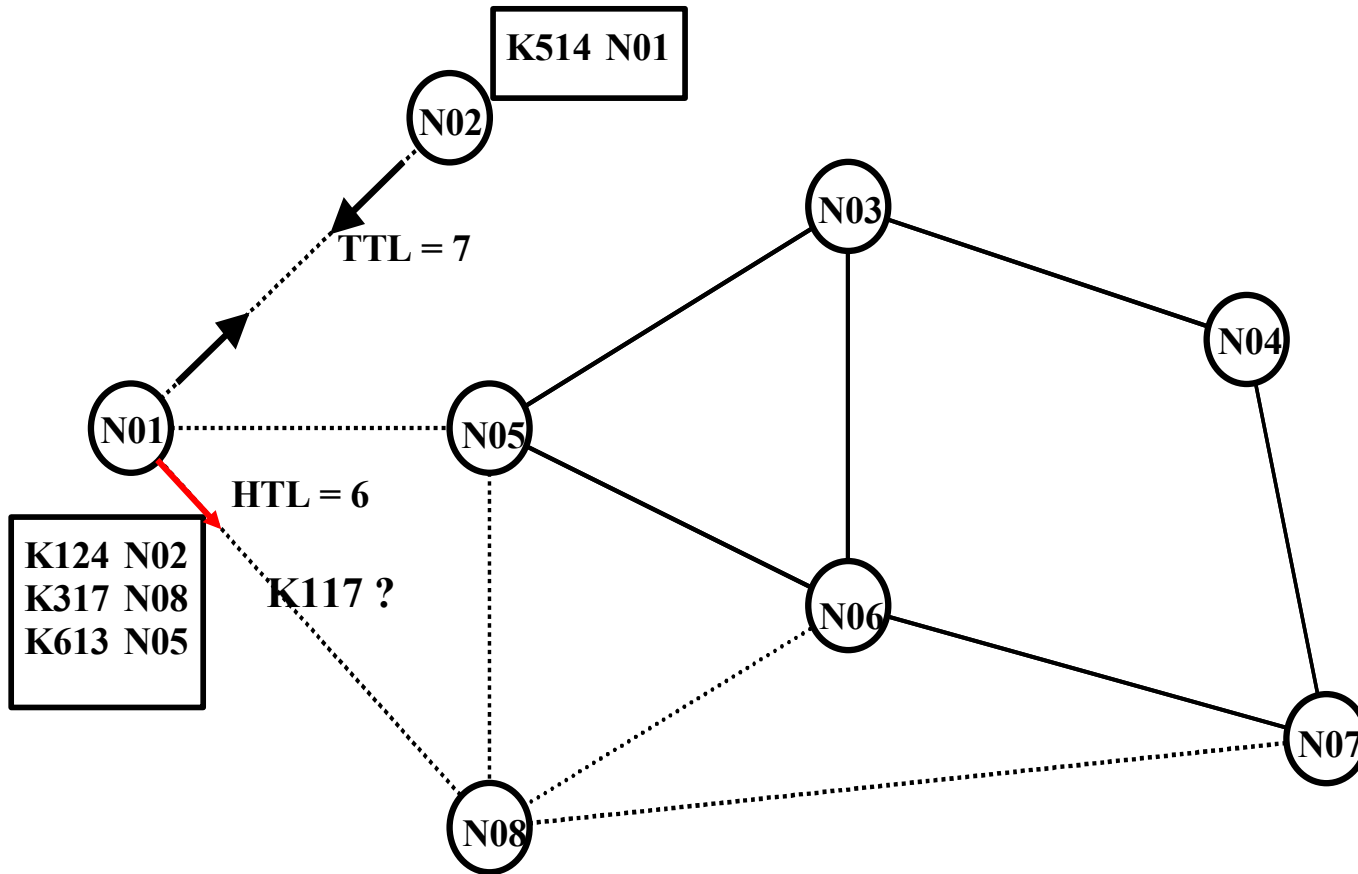 K514 N01
N02
N03
TTL = 7
N04
N01
N05
HTL = 6
K124 N02
K317 N08
K613 N05
K117 ?
N06
N07
N08